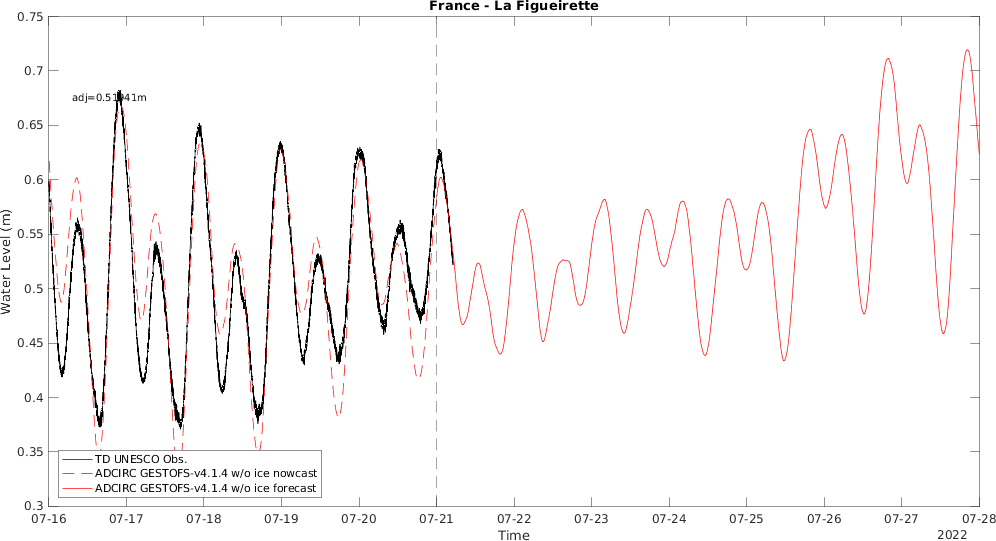 France - La Figueirette
0.75
0.7
0.65
0.6
0.55
0.5
0.45
0.4
0.35
0.3
Water Level (m)
adj=0.51941m
TD UNESCO Obs.
ADCIRC GESTOFS-v4.1.4 w/o ice nowcast
ADCIRC GESTOFS-v4.1.4 w/o ice forecast
07-16 07-17 07-18 07-19 07-20 07-21 07-22 07-23 07-24 07-25 07-26 07-27 07-28
Time
2022